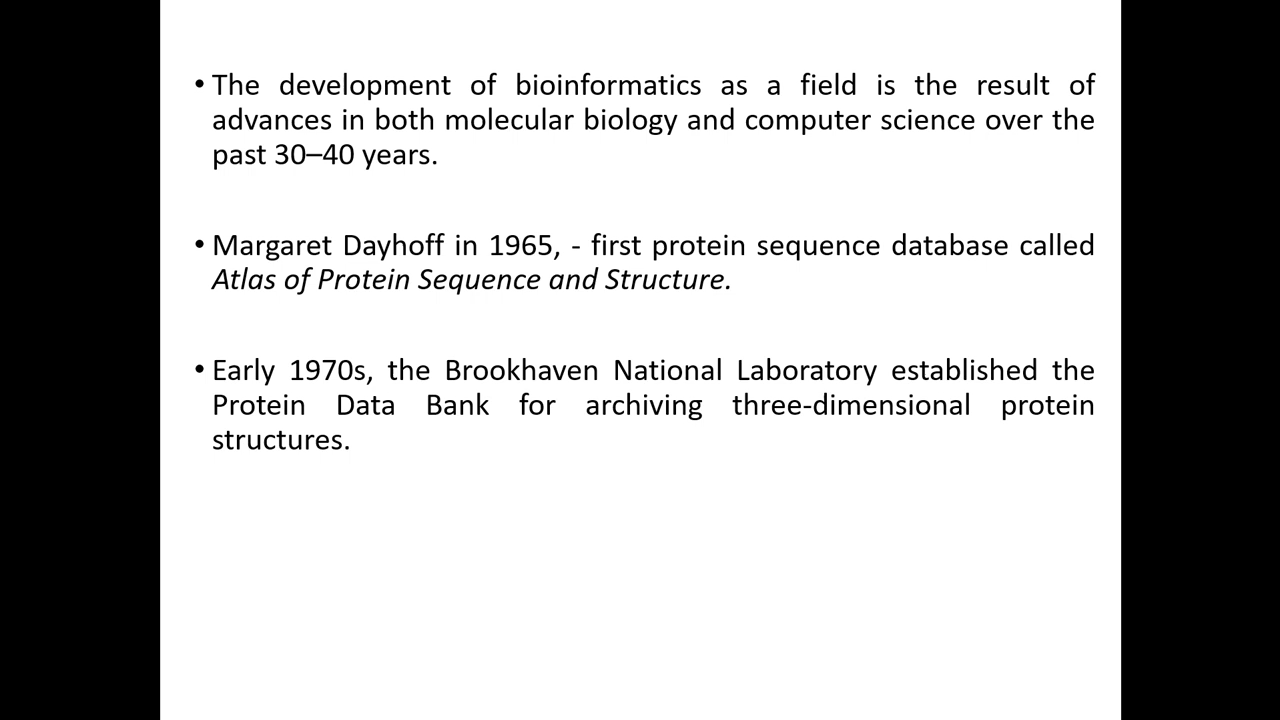 • The development of bioinformatics as a field is the result of
advances in both molecular biology and computer science over the
past 30–40 years.
• Margaret Dayhoff in 1965, - first protein sequence database called
Atlas of Protein Sequence and Structure.
• Early 1970s, the Brookhaven National Laboratory established the
Protein Data Bank for archiving three-dimensional protein
structures.